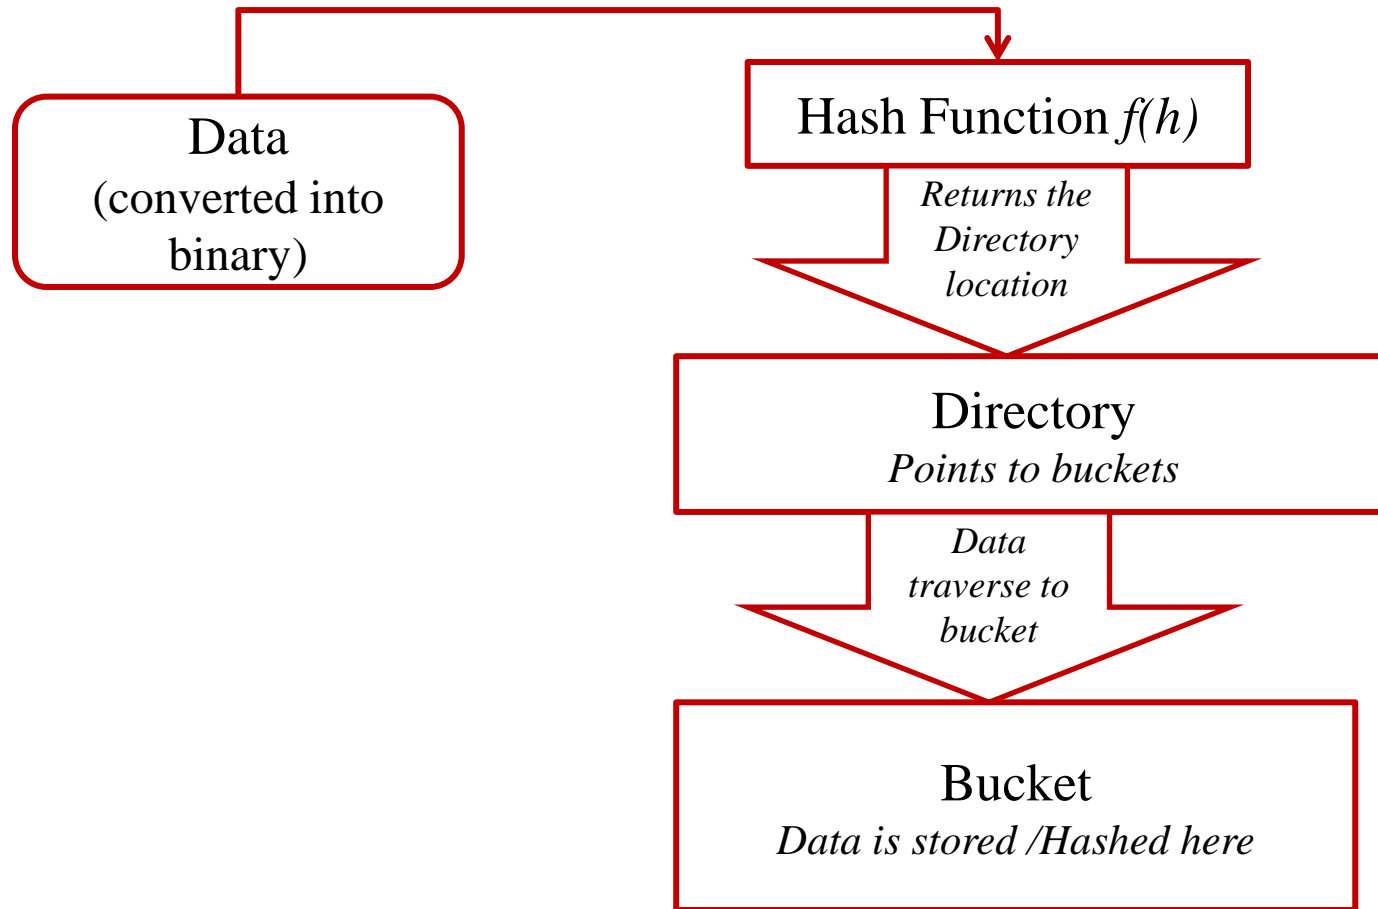 Data
(converted into
binary)
Hash Function f(h)
Returns the
Directory
location
Directory
Points to buckets
Data
traverse to
bucket
Bucket
Data is stored /Hashed here